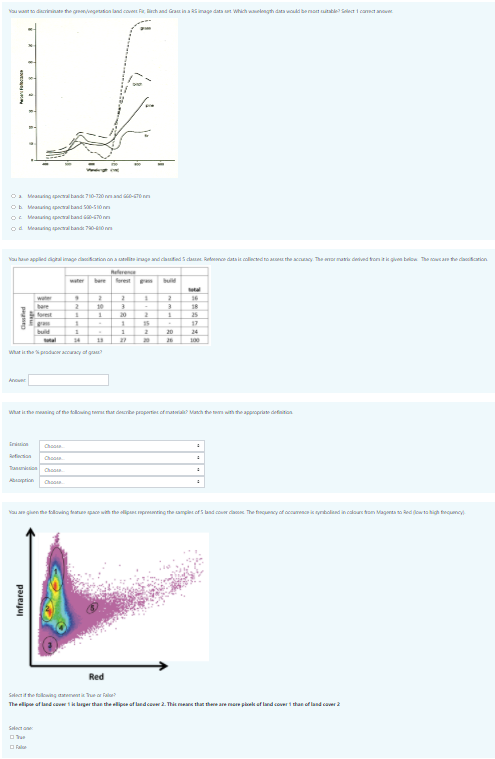 You want to discriminate the green/vegetation land covers Fir, Birch and Grass in a RS image data set. Which wavelength data would be most suitable? Select 1 correct answer.
grass
birch
pine
fir
Percent Reflectance
Wavelength (nm)
a. Measuring spectral bands 710-720 nm and 660-670 nm
b. Measuring spectral band 500-510 nm
c. Measuring spectral band 660-670 nm
d. Measuring spectral bands 790-800 nm
You have applied digital image classification on a satellite image and classified 5 classes. Reference data is collected to assess the accuracy. The error matrix derived from it is given below. The rows are the classification.
Reference
water bare forest grass build total
Classified image
water 9 2 2 1 2 16
bare 2 10 3 - 3 18
forest 1 1 20 2 1 25
grass 1 - 1 15 - 17
build 1 - 1 2 20 24
total 14 13 27 20 26 100
What is the % producer accuracy of grass?
Answer:
What is the meaning of the following terms that describe properties of materials? Match the term with the appropriate definition.
Emission Choose...
Reflection Choose...
Transmission Choose...
Absorption Choose...
You are given the following feature space with the ellipses representing the samples of 5 land cover classes. The frequency of occurrence is symbolised in colours from Magenta to Red (low to high frequency).
Infrared
1
2
4
5
3
Red
Select if the following statement is True or False?
The ellipse of land cover 1 is larger than the ellipse of land cover 2. This means that there are more pixels of land cover 1 than of land cover 2
Select one:
True
False